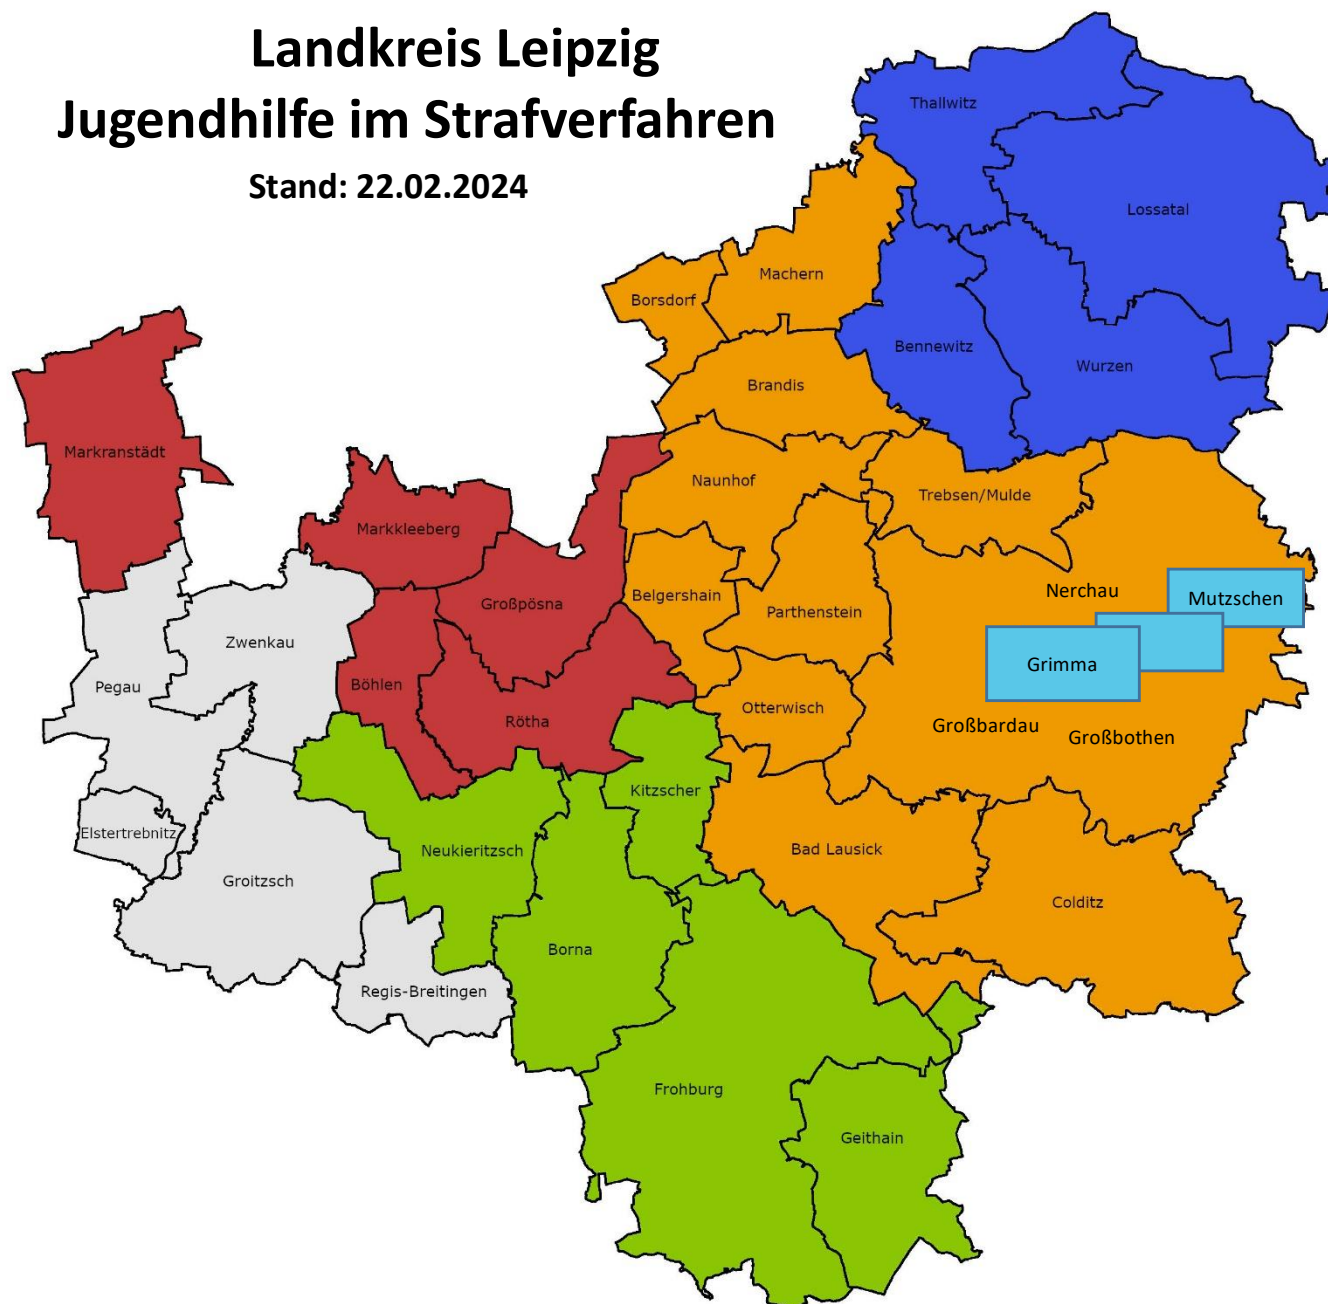 Landkreis Leipzig
Jugendhilfe im Strafverfahren
Stand: 22.02.2024
Thallwitz
Lossatal
Machern
Borsdorf
Bennewitz
Wurzen
Brandis
Markranstädt
Naunhof
Trebsen/Mulde
Markkleeberg
Nerchau
Mutzschen
Großpösna
Belgershain
Parthenstein
Zwenkau
Grimma
Pegau
Böhlen
Rötha
Otterwisch
Großbardau
Großbothen
Kitzscher
Elstertrebnitz
Neukieritzsch
Bad Lausick
Groitzsch
Colditz
Borna
Regis-Breitingen
Frohburg
Geithain